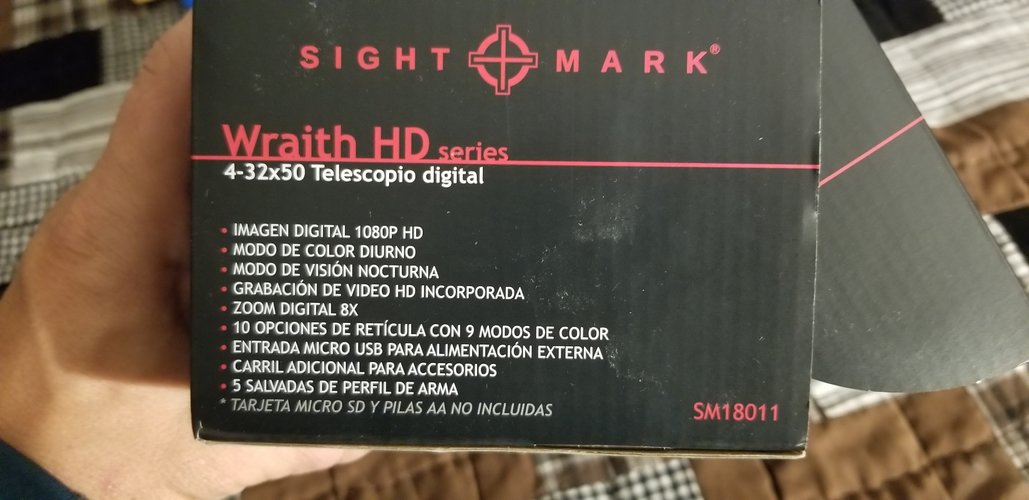 SIGHT MARK®
Wraith HD series
4-32x50 Telescopio digital
• IMAGEN DIGITAL 1080P HD
• MODO DE COLOR DIURNO
• MODO DE VISIÓN NOCTURNA
• GRABACIÓN DE VIDEO HD INCORPORADA
• ZOOM DIGITAL 8X
• 10 OPCIONES DE RETÍCULA CON 9 MODOS DE COLOR
• ENTRADA MICRO USB PARA ALIMENTACIÓN EXTERNA
• CARRIL ADICIONAL PARA ACCESORIOS
• 5 SALVADAS DE PERFIL DE ARMA
* TARJETA MICRO SD Y PILAS AA NO INCLUIDAS
SM18011